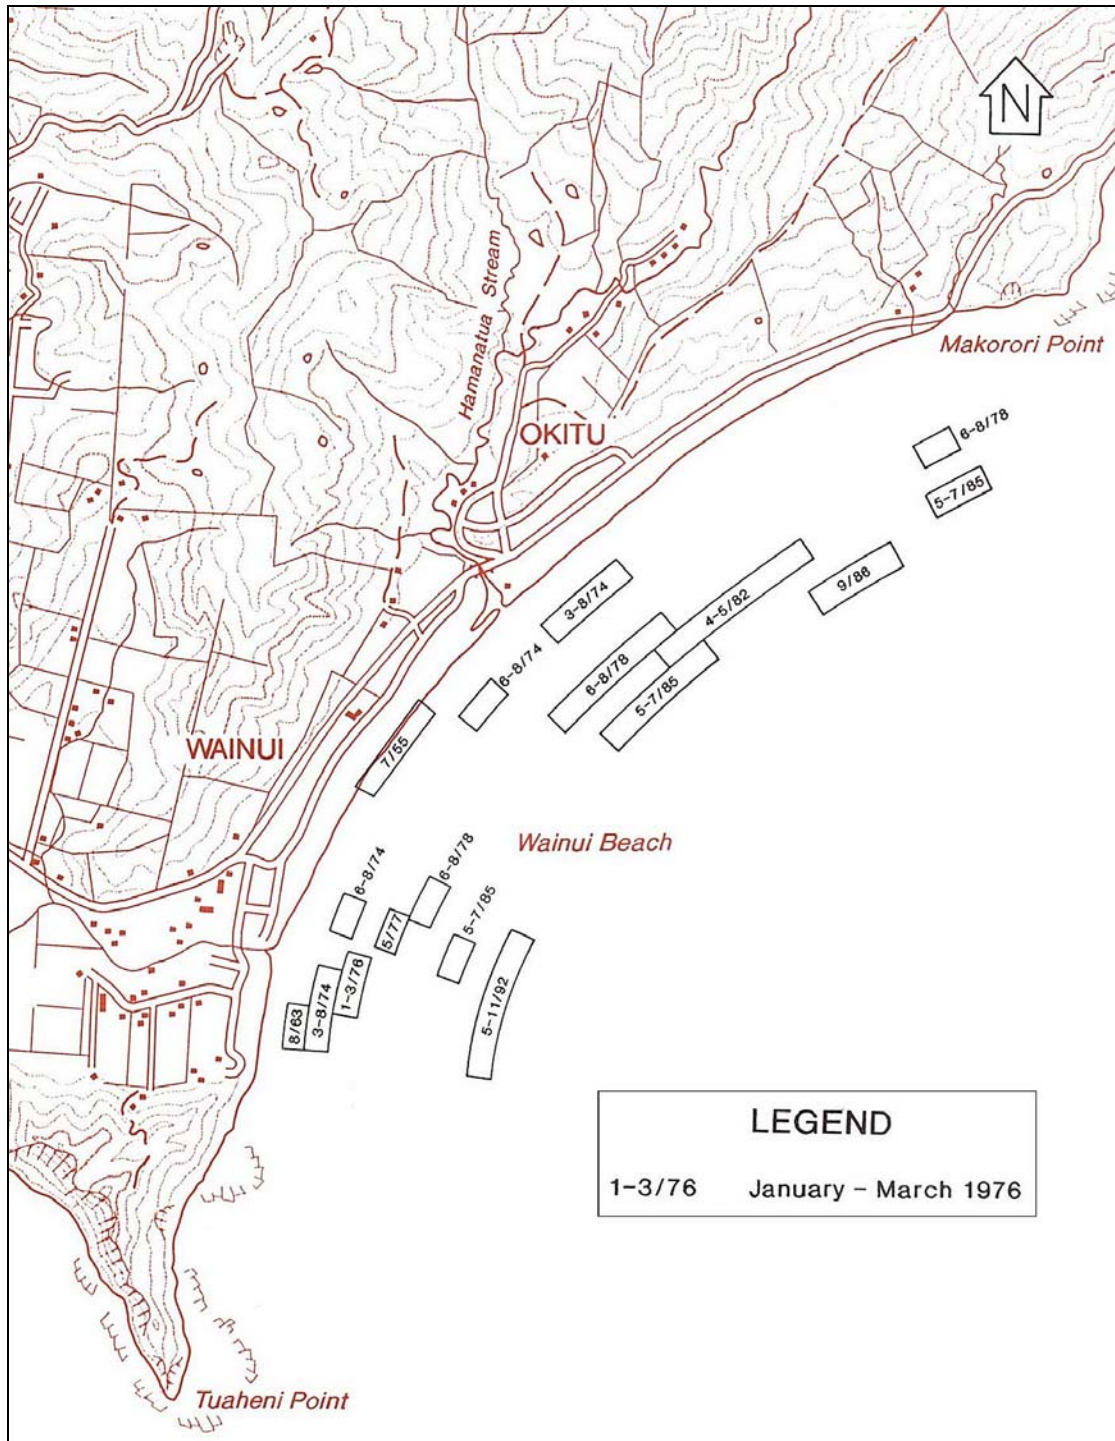 N
Hamanatua Stream
Makorori Point
OKITU
6-8/78
5-7/85
9/86
3-8/74
4-5/82
6-8/74
6-8/78
5-7/85
WAINUI
7/55
Wainui Beach
6-8/74
6-8/78
5/77
5-7/85
1-3/76
3-8/74
8/63
5-11/92
LEGEND
1-3/76 January - March 1976
Tuaheni Point